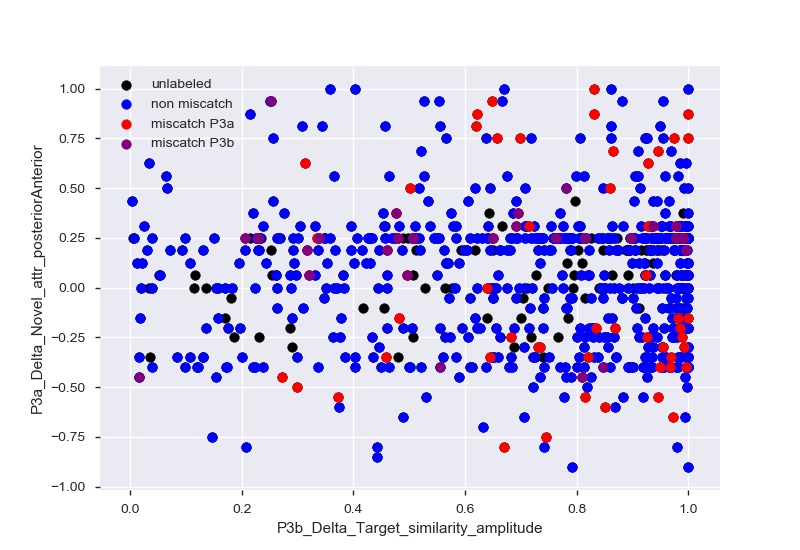 1.00
0.75
0.50
0.25
0.00
−0.25
−0.50
−0.75
−1.00
P3a_Delta_Novel_attr_posteriorAnterior
unlabeled
non miscatch
miscatch P3a
miscatch P3b
0.0 0.2 0.4 0.6 0.8 1.0
P3b_Delta_Target_similarity_amplitude